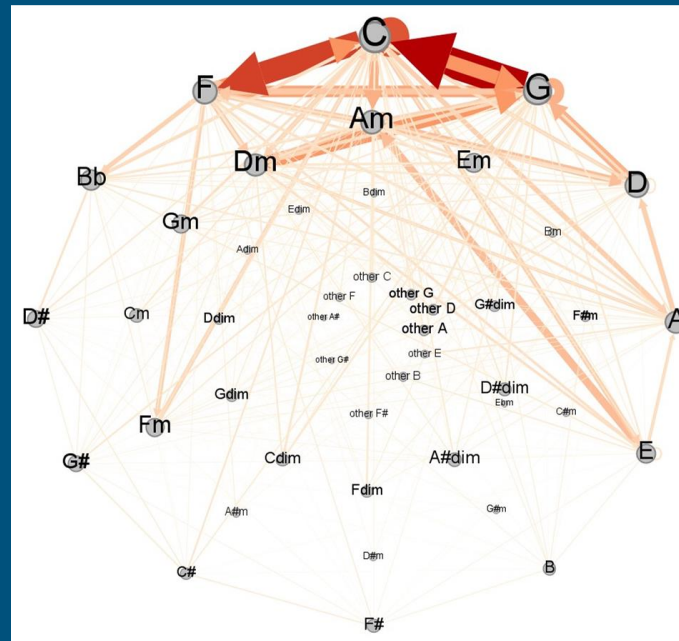 C
F
G
Am
Dm
Em
Bb
D
Bdim
Edim
Gm
Bm
Adim
other C
other F
other G
G#dim
other D
D#
Cm
Ddim
other A#
F#m
A
other A
other E
other G#
other B
D#dim
Gdim
Ebm
C#m
other F#
Fm
G#
Cdim
A#dim
E
Fdim
A#m
G#m
D#m
C#
B
F#